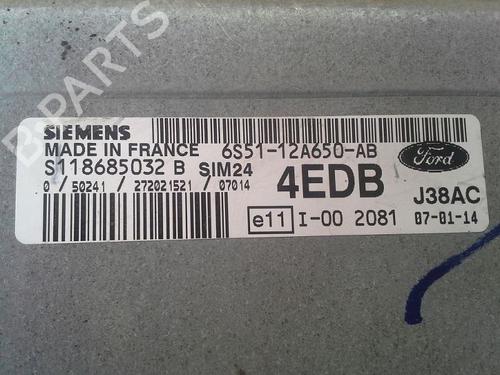 B-PARTS
SIEMENS
MADE IN FRANCE 6S51-12A650-AB
S118685032 B SIM24
0 / 50241 / 272021521 / 07014
4EDB
Ford
J38AC
e11 I-00 2081 07-01-14